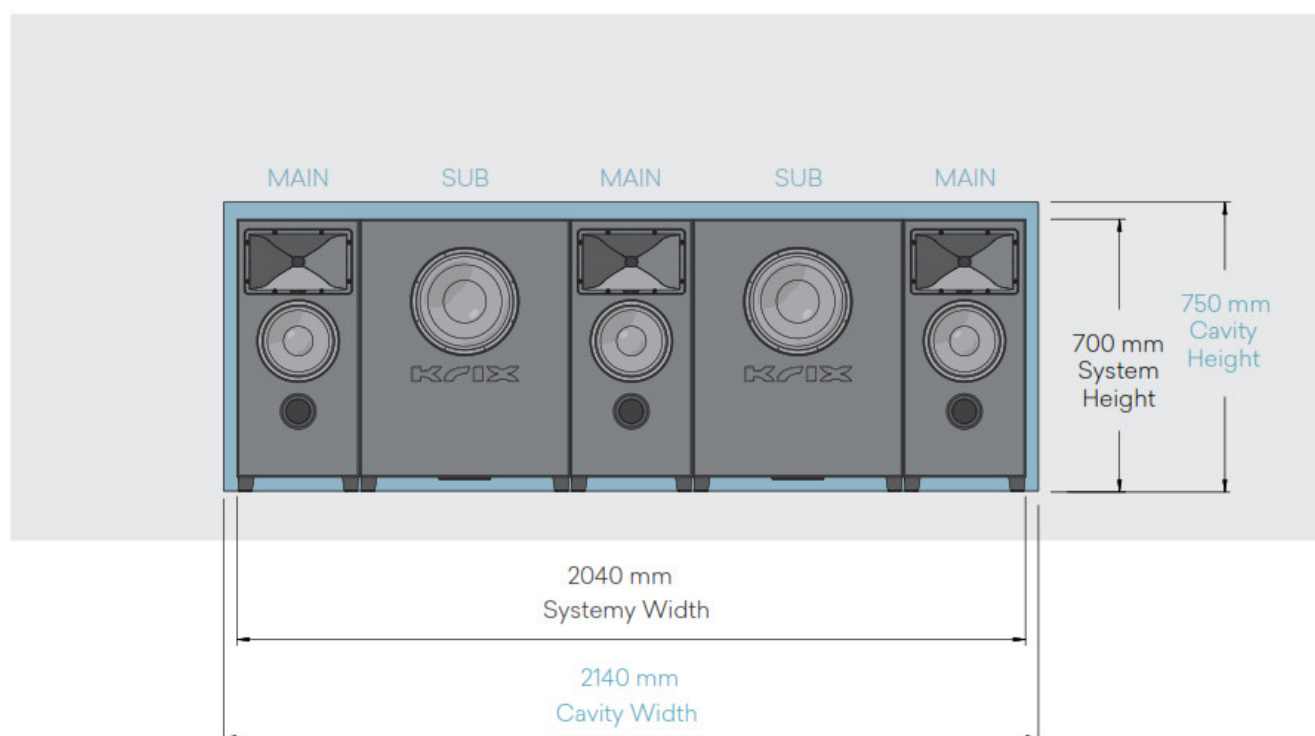 MAIN SUB MAIN SUB MAIN
KRIX KRIX
750 mm
Cavity
Height
700 mm
System
Height
2040 mm
Systemy Width
2140 mm
Cavity Width